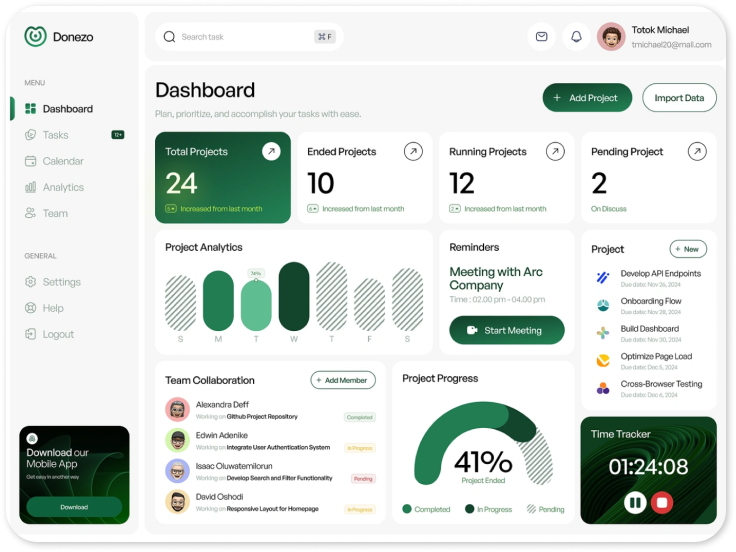 Donezo
Search task
⌘ F
Totok Michael
tmichael20@mail.com
MENU
Dashboard
Tasks
12+
Calendar
Analytics
Team
GENERAL
Settings
Help
Logout
Download our
Mobile App
Get easy in another way
Download
Dashboard
Plan, prioritize, and accomplish your tasks with ease.
+ Add Project
Import Data
Total Projects
24
Increased from last month
Ended Projects
10
Increased from last month
Running Projects
12
Increased from last month
Pending Project
2
On Discuss
Project Analytics
74%
S M T W T F S
Reminders
Meeting with Arc
Company
Time : 02.00 pm - 04.00 pm
Start Meeting
Project
+ New
Develop API Endpoints
Due date: Nov 26, 2024
Onboarding Flow
Due date: Nov 28, 2024
Build Dashboard
Due date: Nov 30, 2024
Optimize Page Load
Due date: Dec 5, 2024
Cross-Browser Testing
Due date: Dec 6, 2024
Team Collaboration
+ Add Member
Alexandra Deff
Working on Github Project Repository
Completed
Edwin Adenike
Working on Integrate User Authentication System
In Progress
Isaac Oluwatemilorun
Working on Develop Search and Filter Functionality
Pending
David Oshodi
Working on Responsive Layout for Homepage
In Progress
Project Progress
41%
Project Ended
Completed
In Progress
Pending
Time Tracker
01:24:08